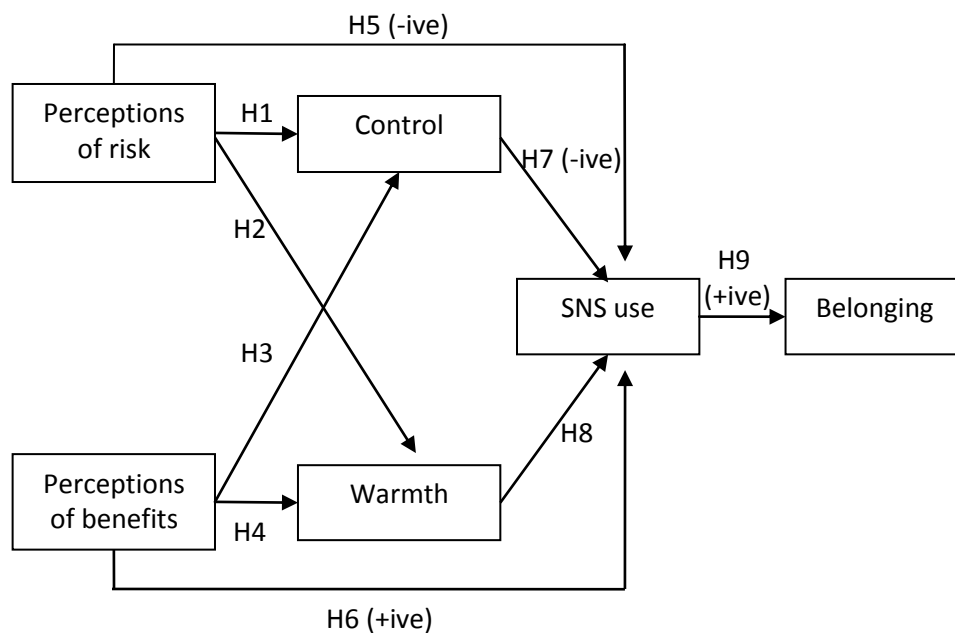 H5 (-ive)
Perceptions
of risk
H1
Control
H7 (-ive)
H2
H9
(+ive)
SNS use
Belonging
H3
H8
Perceptions
of benefits
H4
Warmth
H6 (+ive)